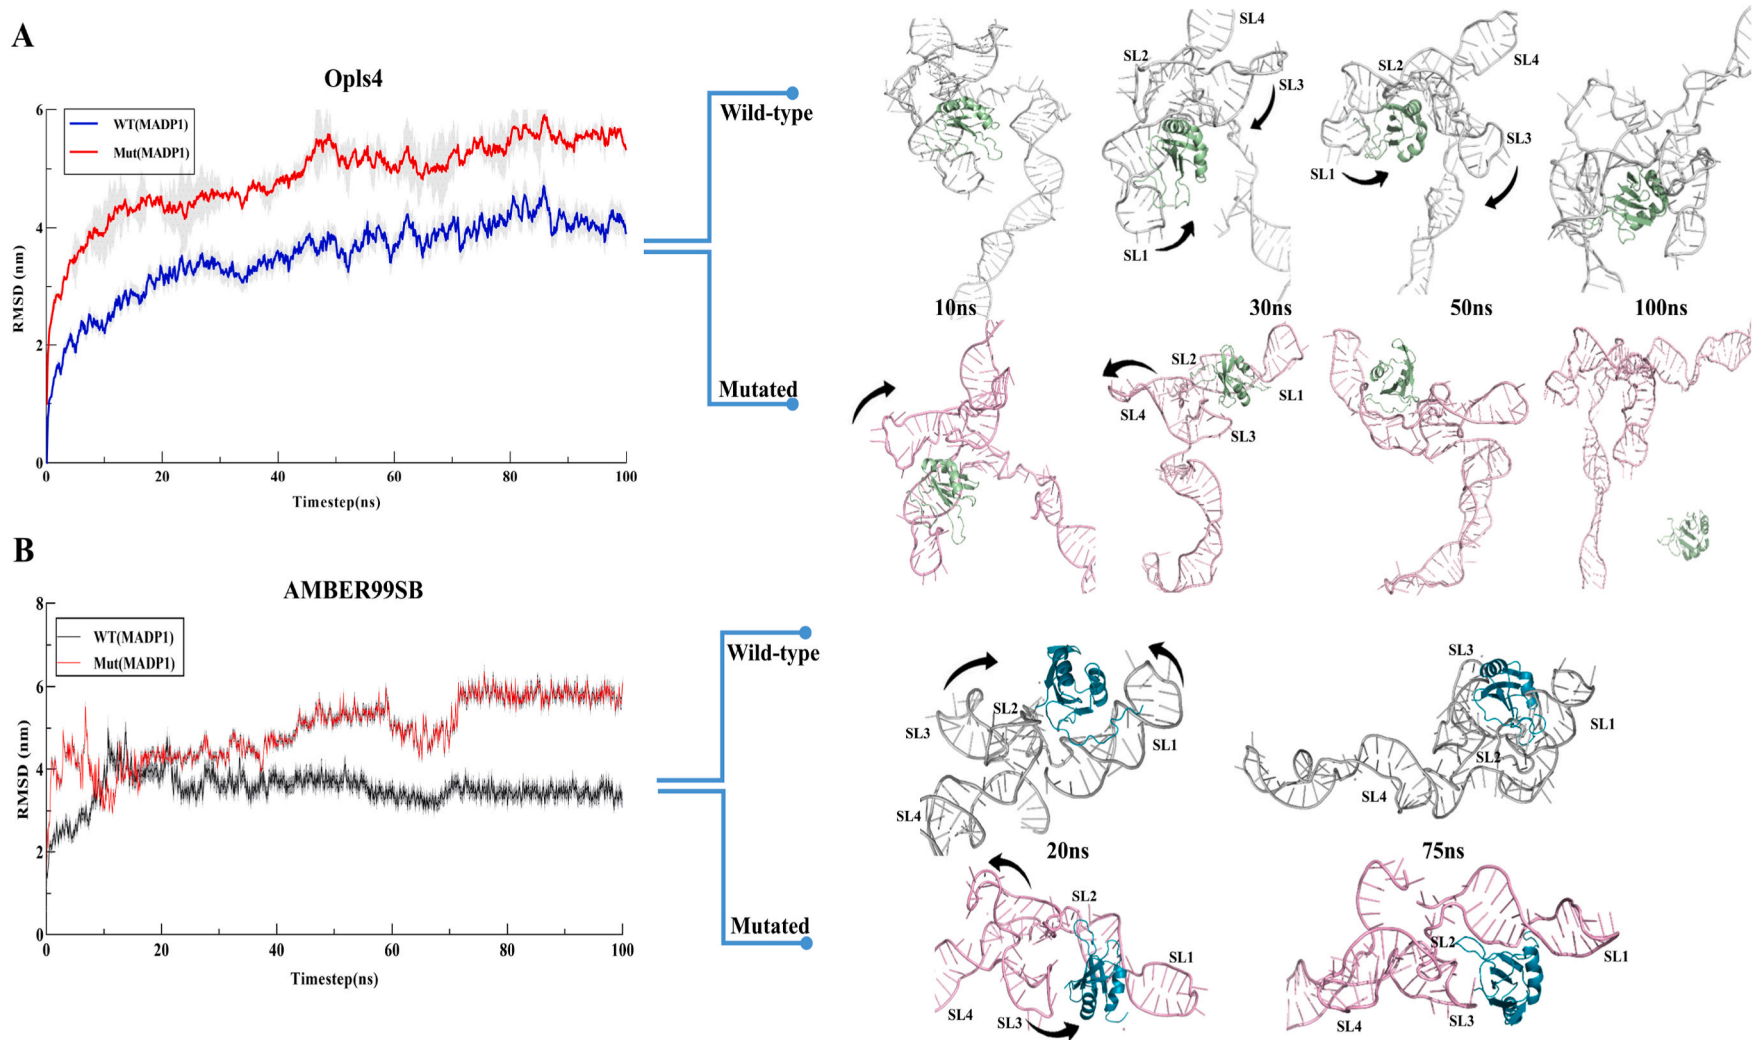 A
Opls4
6
4
2
0
RMSD (nm)
WT(MADP1)
Mut(MADP1)
0 20 40 60 80 100
Timestep(ns)
Wild-type
Mutated
SL4
SL2
SL3
SL1
SL2
SL4
SL3
SL1
10ns 30ns 50ns 100ns
SL2
SL1
SL4
SL3
B
AMBER99SB
8
6
4
2
0
RMSD (nm)
WT(MADP1)
Mut(MADP1)
0 20 40 60 80 100
Timestep(ns)
Wild-type
Mutated
SL2
SL3
SL1
SL4
SL3
SL1
SL2
SL4
20ns 75ns
SL2
SL1
SL4
SL3
SL2
SL1
SL4
SL3